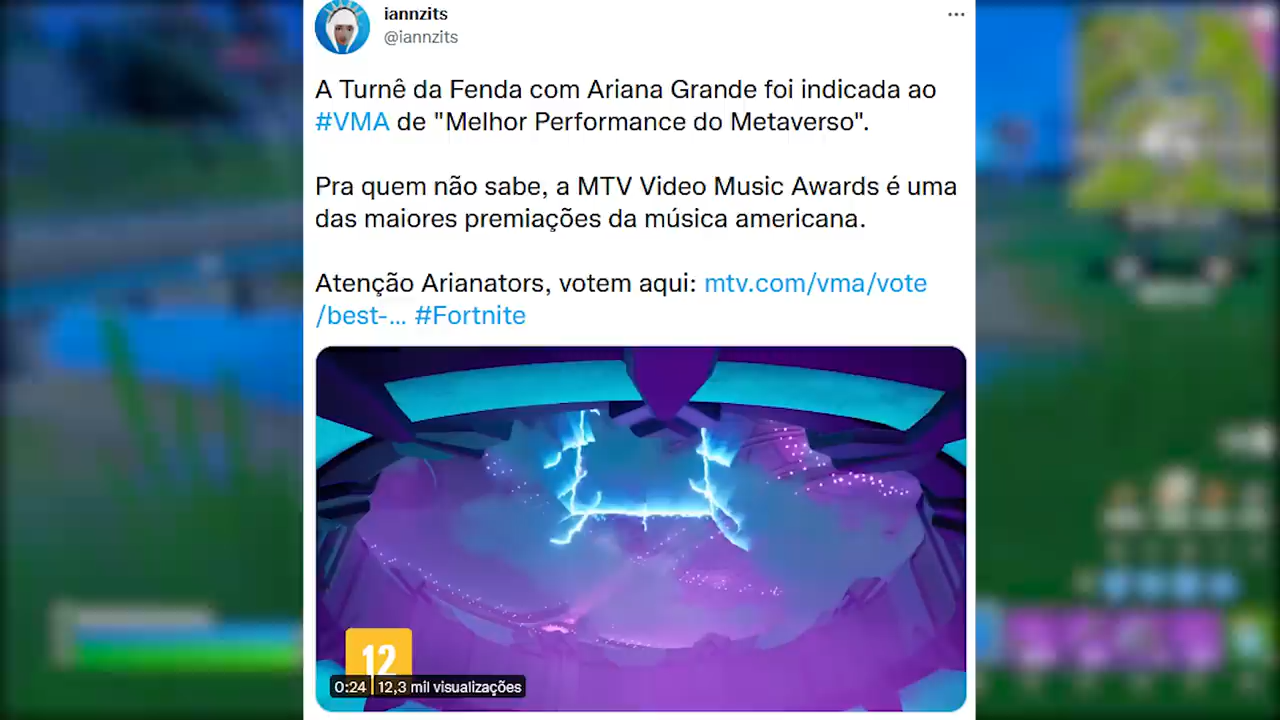 iannzits
@iannzits
A Turnê da Fenda com Ariana Grande foi indicada ao
#VMA de "Melhor Performance do Metaverso".
Pra quem não sabe, a MTV Video Music Awards é uma
das maiores premiações da música americana.
Atenção Arianators, votem aqui: mtv.com/vma/vote
/best-... #Fortnite
12
0:24 12,3 mil visualizações